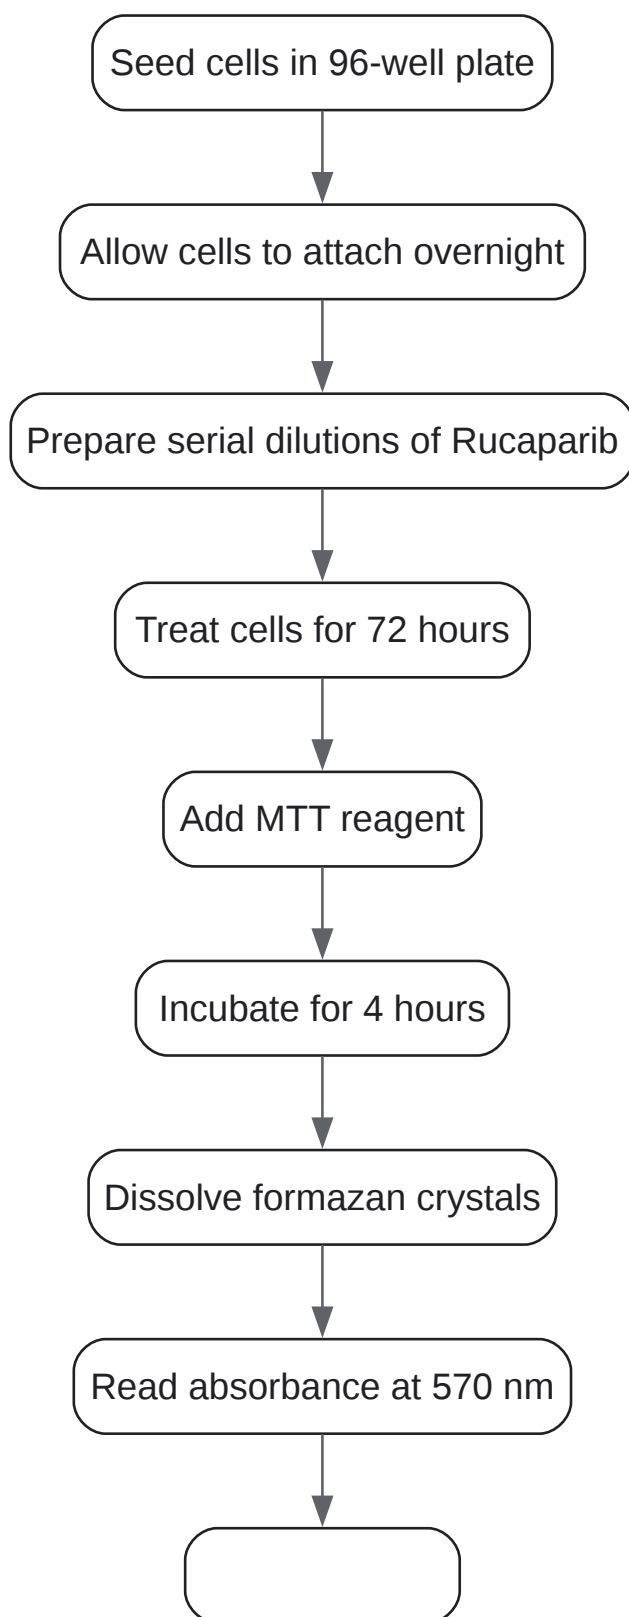 Seed cells in 96-well plate
Allow cells to attach overnight
Prepare serial dilutions of Rucaparib
Treat cells for 72 hours
Add MTT reagent
Incubate for 4 hours
Dissolve formazan crystals
Read absorbance at 570 nm